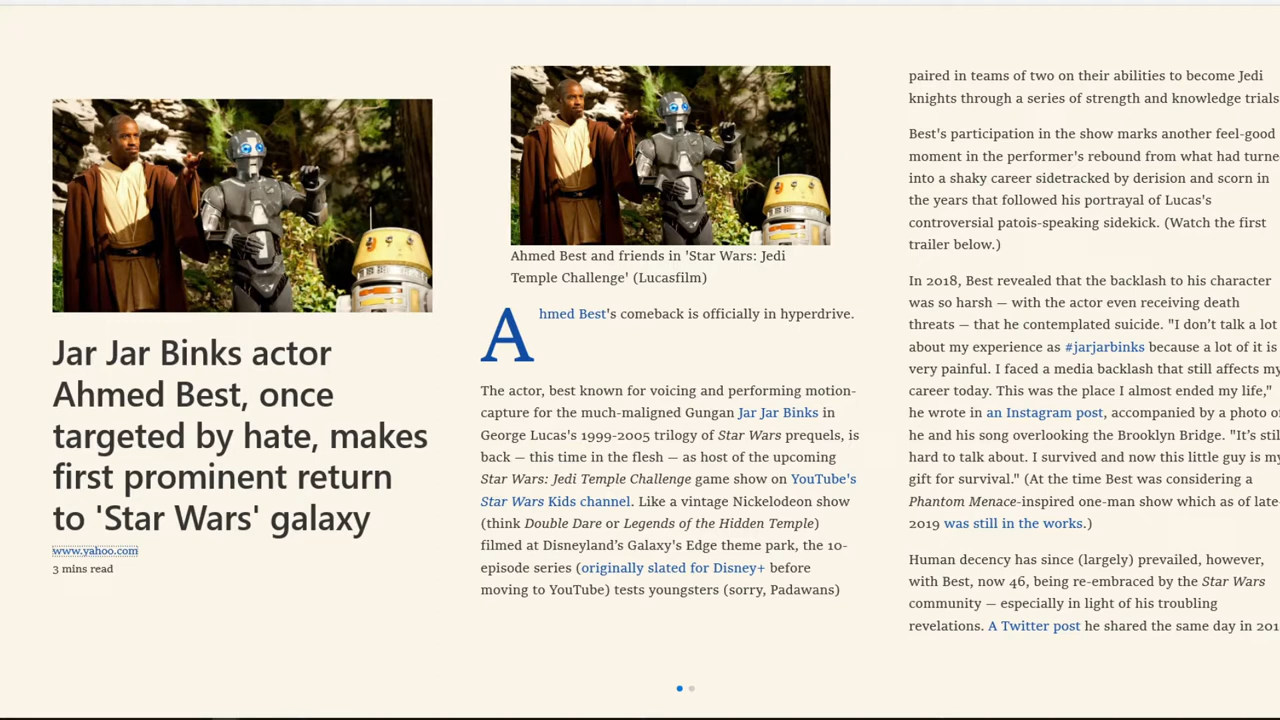 Jar Jar Binks actor
Ahmed Best, once
targeted by hate, makes
first prominent return
to 'Star Wars' galaxy
www.yahoo.com
3 mins read
Ahmed Best and friends in 'Star Wars: Jedi
Temple Challenge' (Lucasfilm)
Ahmed Best's comeback is officially in hyperdrive.
The actor, best known for voicing and performing motion-
capture for the much-maligned Gungan Jar Jar Binks in
George Lucas's 1999-2005 trilogy of Star Wars prequels, is
back — this time in the flesh — as host of the upcoming
Star Wars: Jedi Temple Challenge game show on YouTube's
Star Wars Kids channel. Like a vintage Nickelodeon show
(think Double Dare or Legends of the Hidden Temple)
filmed at Disneyland’s Galaxy's Edge theme park, the 10-
episode series (originally slated for Disney+ before
moving to YouTube) tests youngsters (sorry, Padawans)
paired in teams of two on their abilities to become Jedi
knights through a series of strength and knowledge trials
Best's participation in the show marks another feel-good
moment in the performer's rebound from what had turne
into a shaky career sidetracked by derision and scorn in
the years that followed his portrayal of Lucas's
controversial patois-speaking sidekick. (Watch the first
trailer below.)
In 2018, Best revealed that the backlash to his character
was so harsh — with the actor even receiving death
threats — that he contemplated suicide. "I don’t talk a lot
about my experience as #jarjarbinks because a lot of it is
very painful. I faced a media backlash that still affects my
career today. This was the place I almost ended my life,"
he wrote in an Instagram post, accompanied by a photo of
he and his song overlooking the Brooklyn Bridge. "It’s stil
hard to talk about. I survived and now this little guy is my
gift for survival." (At the time Best was considering a
Phantom Menace-inspired one-man show which as of late-
2019 was still in the works.)
Human decency has since (largely) prevailed, however,
with Best, now 46, being re-embraced by the Star Wars
community — especially in light of his troubling
revelations. A Twitter post he shared the same day in 201